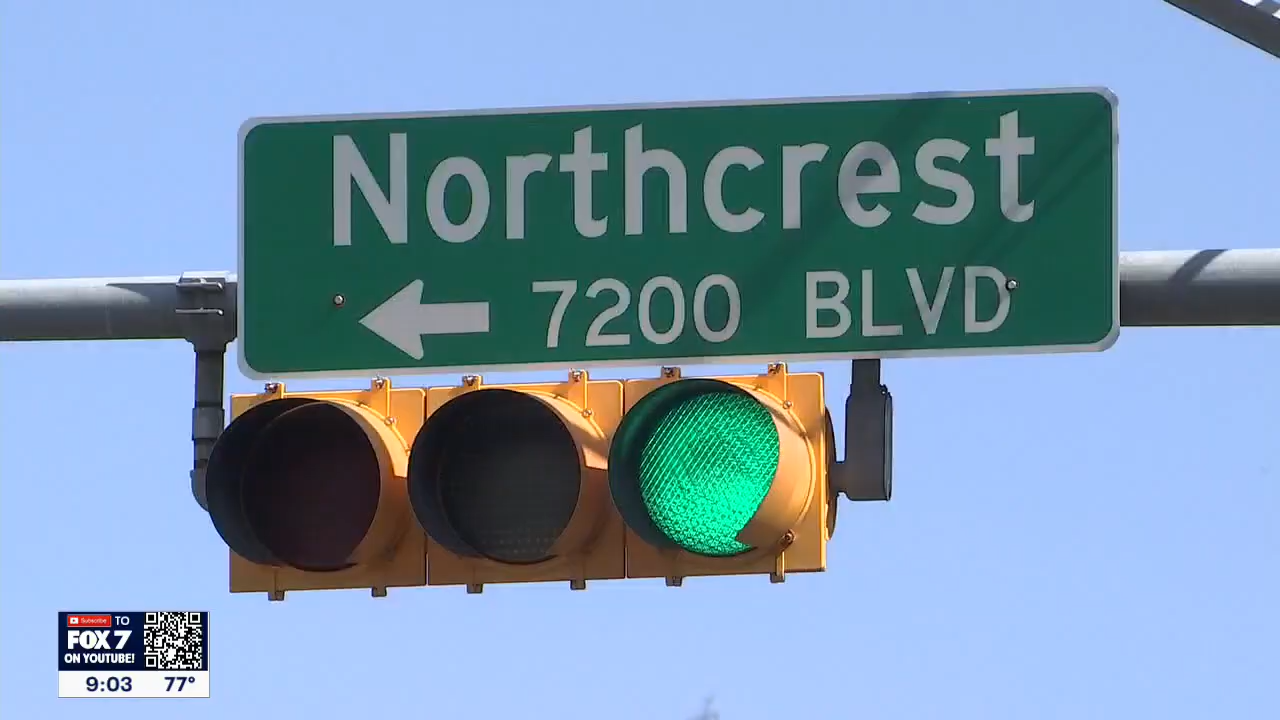 Northcrest
← 7200 BLVD
Subscribe TO
FOX 7
ON YOUTUBE!
9:03 77°